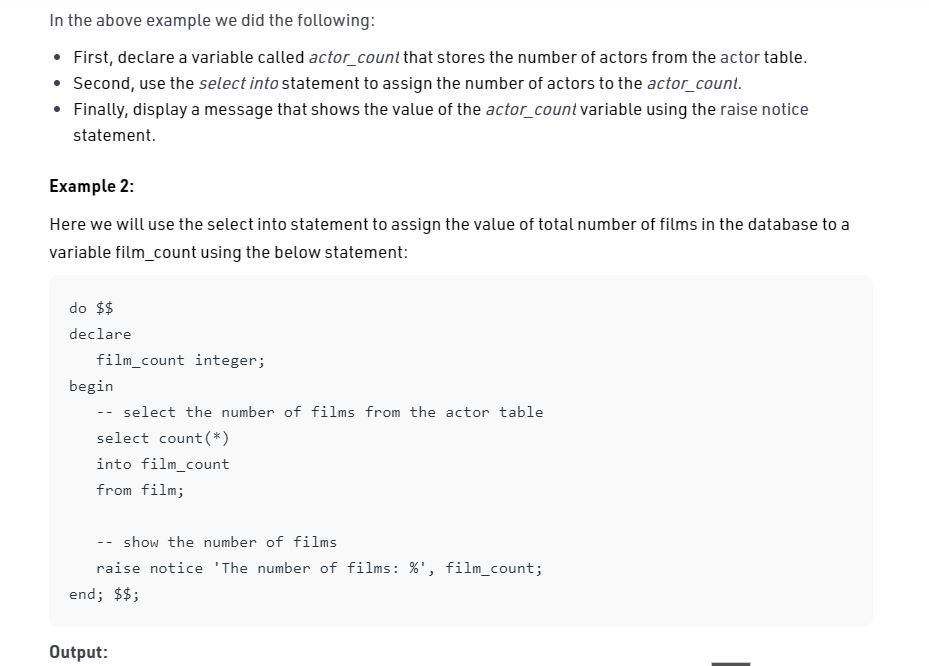 In the above example we did the following:
• First, declare a variable called actor_count that stores the number of actors from the actor table.
• Second, use the select into statement to assign the number of actors to the actor_count.
• Finally, display a message that shows the value of the actor_count variable using the raise notice
statement.
Example 2:
Here we will use the select into statement to assign the value of total number of films in the database to a
variable film_count using the below statement:
do $$
declare
   film_count integer;
begin
   -- select the number of films from the actor table
   select count(*)
   into film_count
   from film;
   -- show the number of films
   raise notice 'The number of films: %', film_count;
end; $$;
Output: